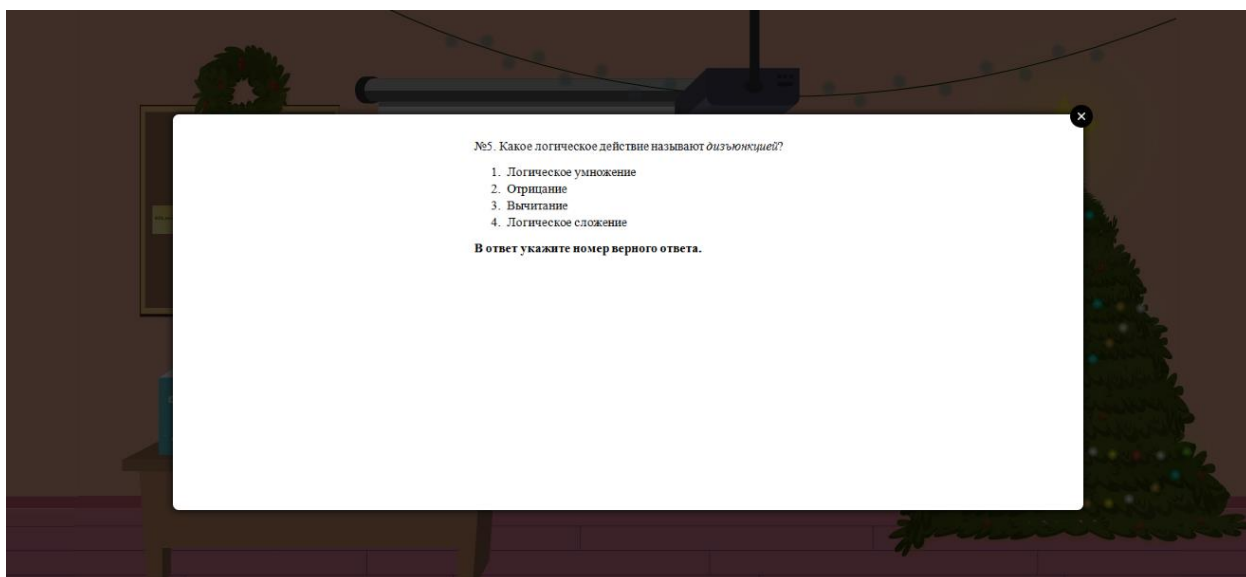 №5. Какое логическое действие называют дизъюнкцией?
1. Логическое умножение
2. Отрицание
3. Вычитание
4. Логическое сложение
В ответ укажите номер верного ответа.